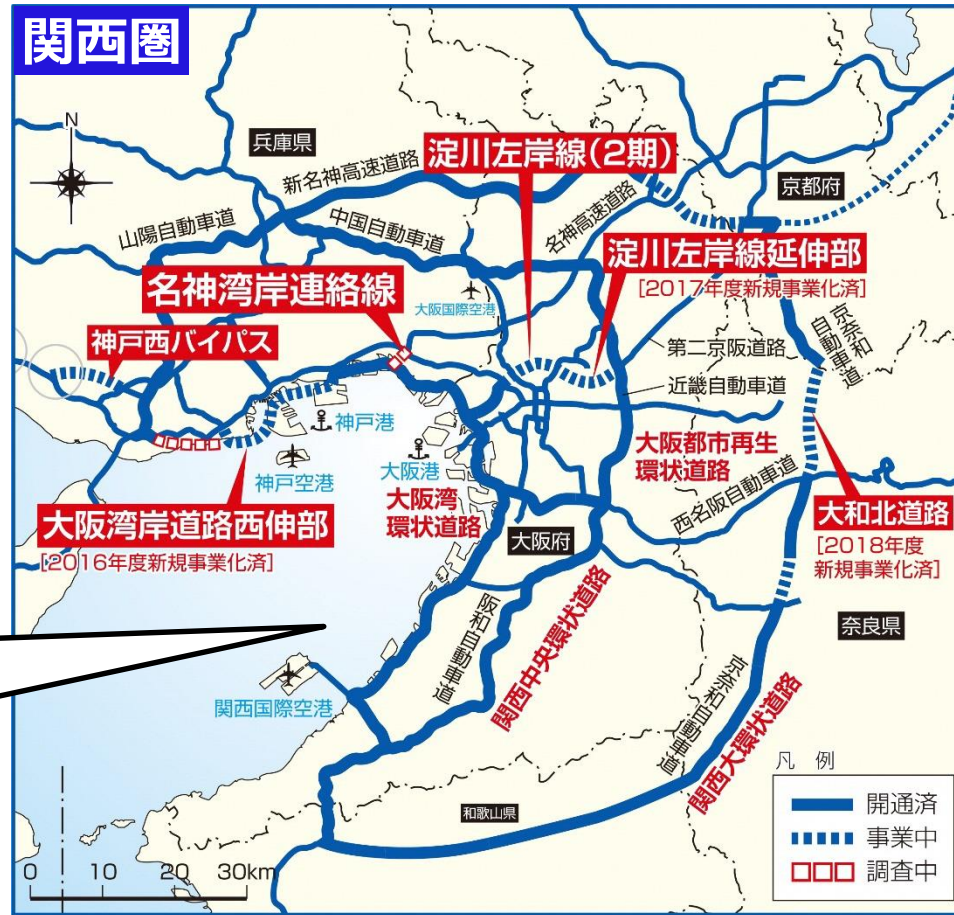 関西圏
N
兵庫県
淀川左岸線(2期)
新名神高速道路
京都府
山陽自動車道
中国自動車道
名神高速道路
淀川左岸線延伸部
[2017年度新規事業化済]
名神湾岸連絡線
大阪国際空港
神戸西バイパス
京奈和
自動車道
第二京阪道路
近畿自動車道
神戸港
大阪港
神戸空港
大阪都市再生
環状道路
西名阪自動車道
大阪湾岸道路西伸部
[2016年度新規事業化済]
大阪湾
環状道路
大阪府
大和北道路
[2018年度
新規事業化済]
奈良県
阪和自動車道
関西中央環状道路
関西国際空港
京奈和自動車道
関西大環状道路
和歌山県
凡 例
開通済
事業中
調査中
0 10 20 30km